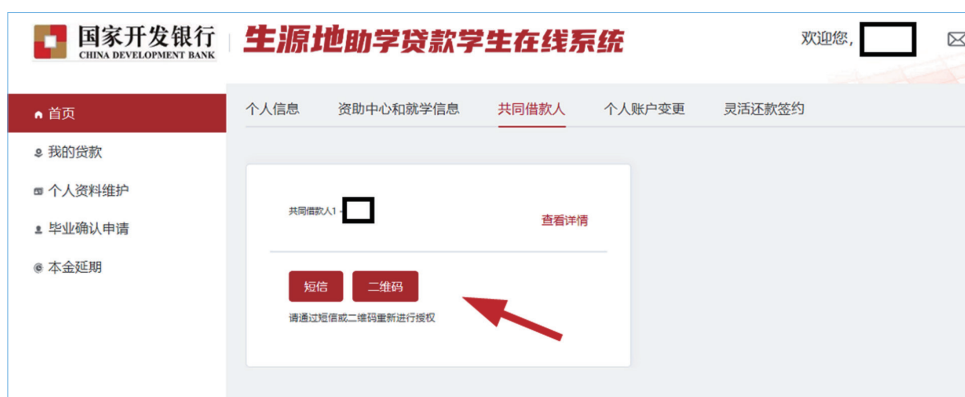 国家开发银行
CHINA DEVELOPMENT BANK
生源地助学贷款学生在线系统
欢迎您,
首页
我的贷款
个人资料维护
毕业确认申请
本金延期
个人信息 资助中心和就学信息 共同借款人 个人账户变更 灵活还款签约
共同借款人1 -
查看详情
短信 二维码
请通过短信或二维码重新进行授权